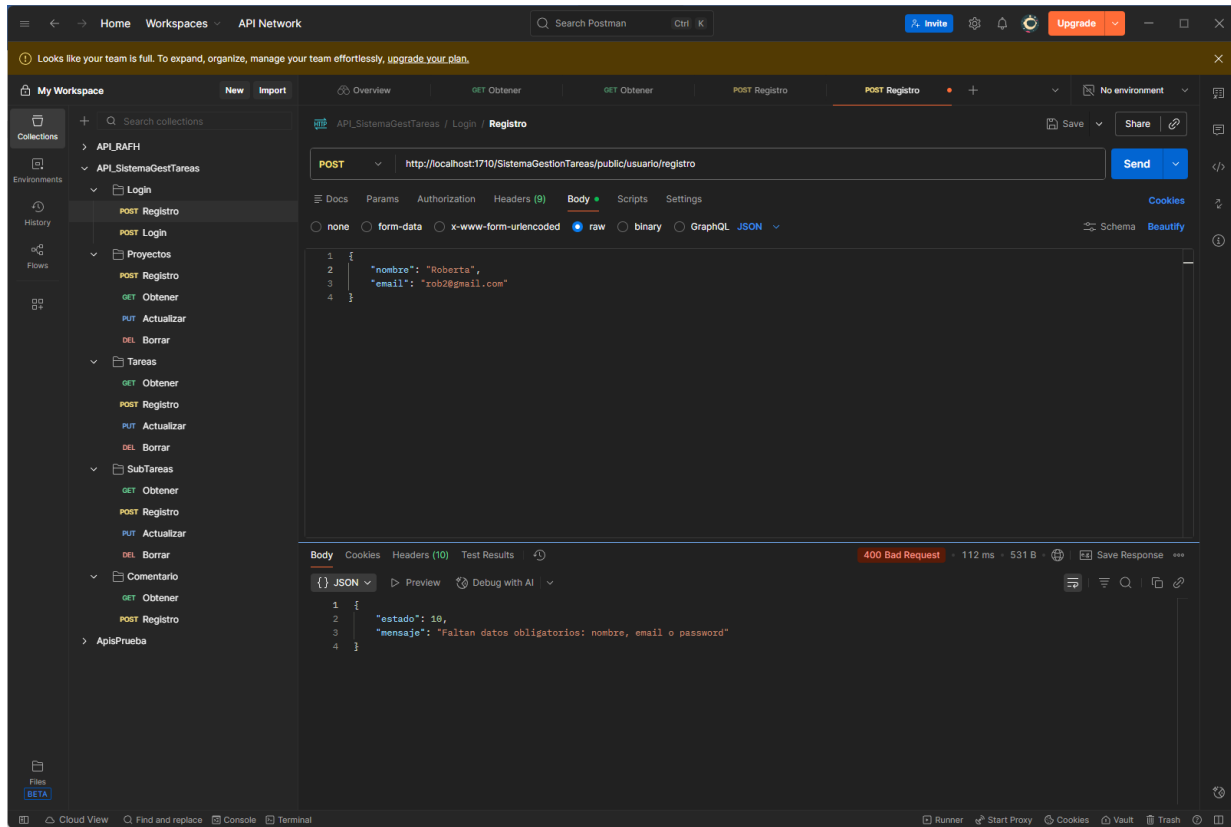 Home Workspaces API Network Search Postman Ctrl K Invite Upgrade
Looks like your team is full. To expand, organize, manage your team effortlessly, upgrade your plan.
My Workspace New Import
Overview GET Obtener GET Obtener POST Registro POST Registro No environment
Collections
Environments
History
Flows
Files
BETA
Search collections
API_RAFH
API_SistemaGestTareas
Login
POST Registro
POST Login
Proyectos
POST Registro
GET Obtener
PUT Actualizar
DEL Borrar
Tareas
GET Obtener
POST Registro
PUT Actualizar
DEL Borrar
SubTareas
GET Obtener
POST Registro
PUT Actualizar
DEL Borrar
Comentario
GET Obtener
POST Registro
ApisPrueba
HTTP API_SistemaGestTareas / Login / Registro Save Share
POST http://localhost:1710/SistemaGestionTareas/public/usuario/registro Send
Docs Params Authorization Headers (9) Body Scripts Settings Cookies
none form-data x-www-form-urlencoded raw binary GraphQL JSON Schema Beautify
1 {
2 "nombre": "Roberta",
3 "email": "rob2@gmail.com"
4 }
Body Cookies Headers (10) Test Results 400 Bad Request 112 ms 531 B Save Response
{} JSON Preview Debug with AI
1 {
2 "estado": 10,
3 "mensaje": "Faltan datos obligatorios: nombre, email o password"
4 }
Cloud View Find and replace Console Terminal Runner Start Proxy Cookies Vault Trash